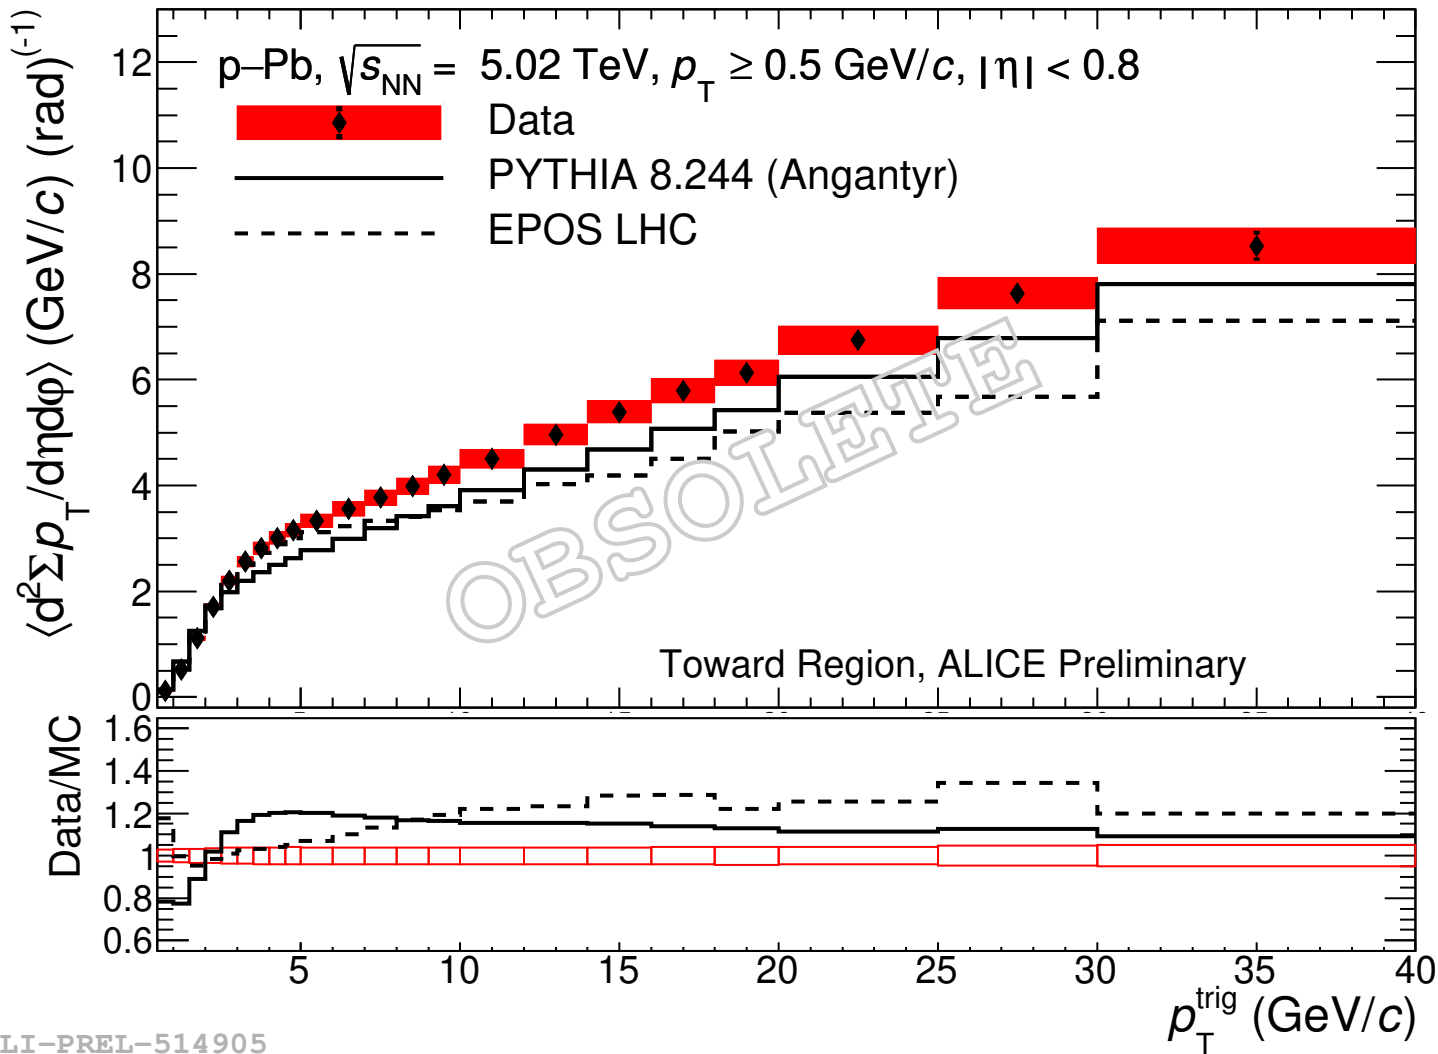 ⟨d²Σp_T/dηdφ⟩ (GeV/c) (rad)^(-1)
p–Pb, √s_NN = 5.02 TeV, p_T ≥ 0.5 GeV/c, |η| < 0.8
Data
PYTHIA 8.244 (Angantyr)
EPOS LHC
12
10
8
6
4
2
0
OBSOLETE
Toward Region, ALICE Preliminary
Data/MC
1.6
1.4
1.2
1
0.8
0.6
5 10 15 20 25 30 35 40
p_T^trig (GeV/c)
LI-PREL-514905